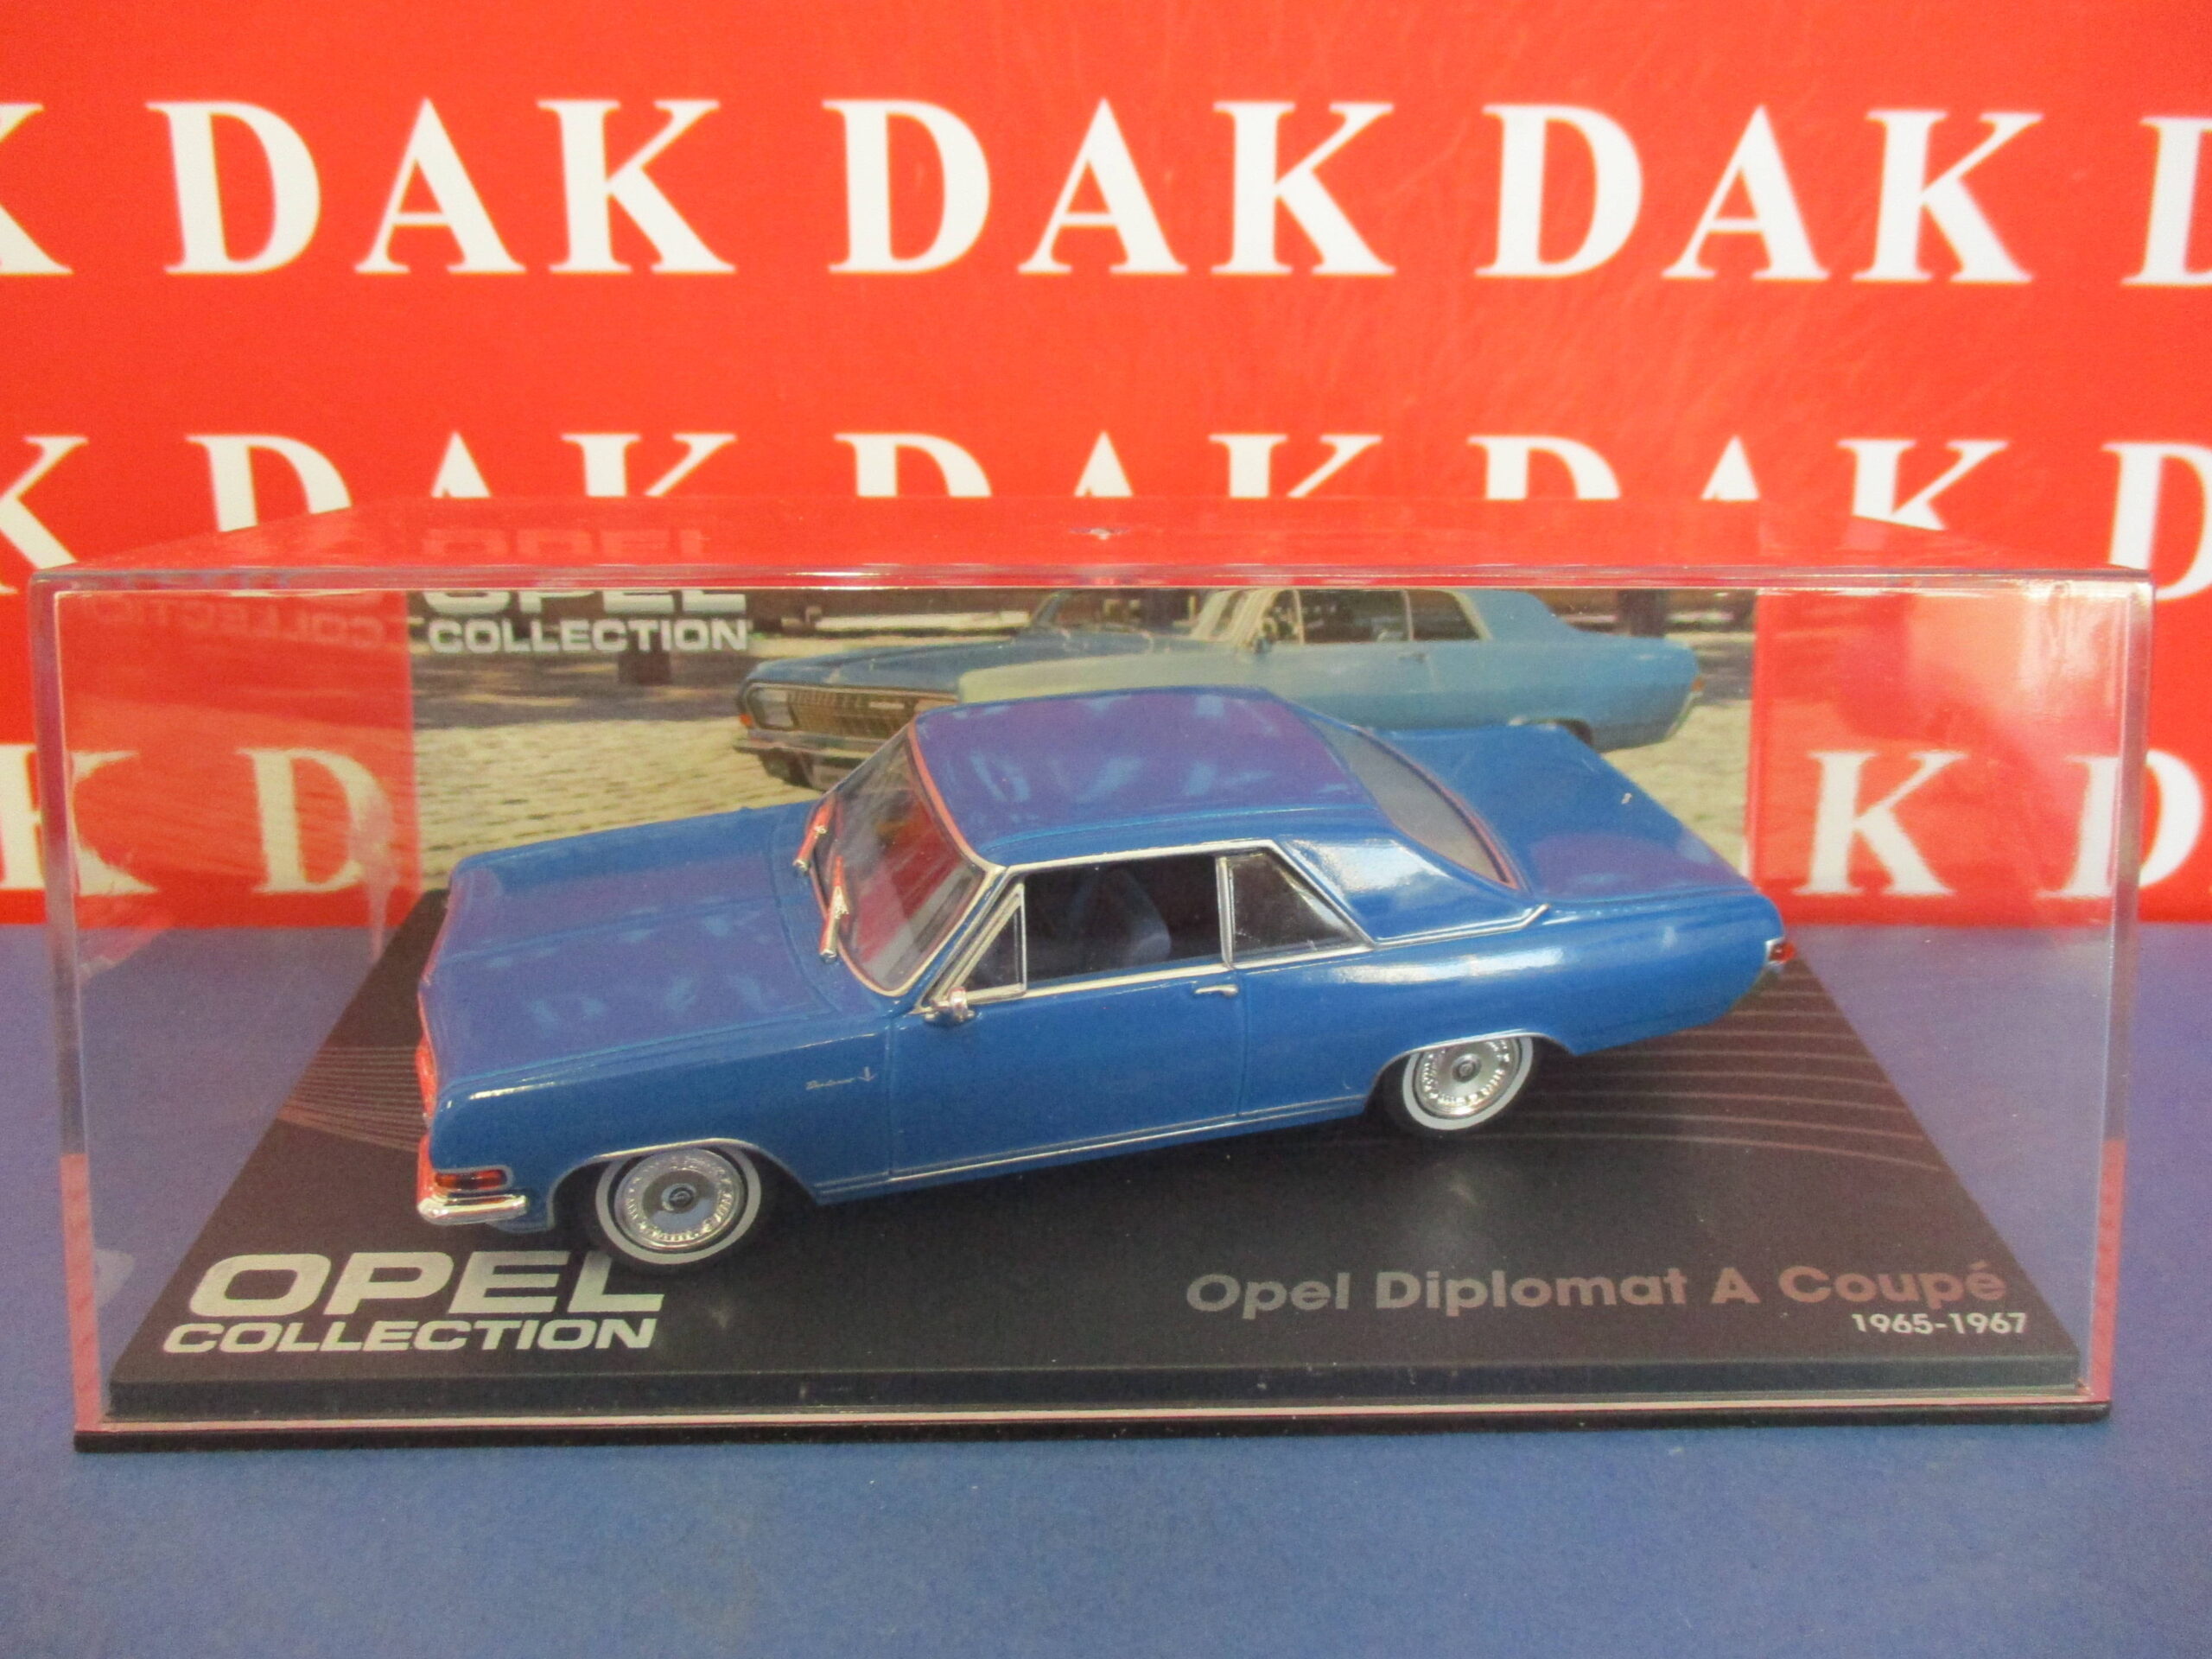 K DAK DAK DAK D
K DAK DAK DAK D
OPEL
COLLECTION
K D K D
OPEL
COLLECTION
Opel Diplomat A Coupé
1965-1967